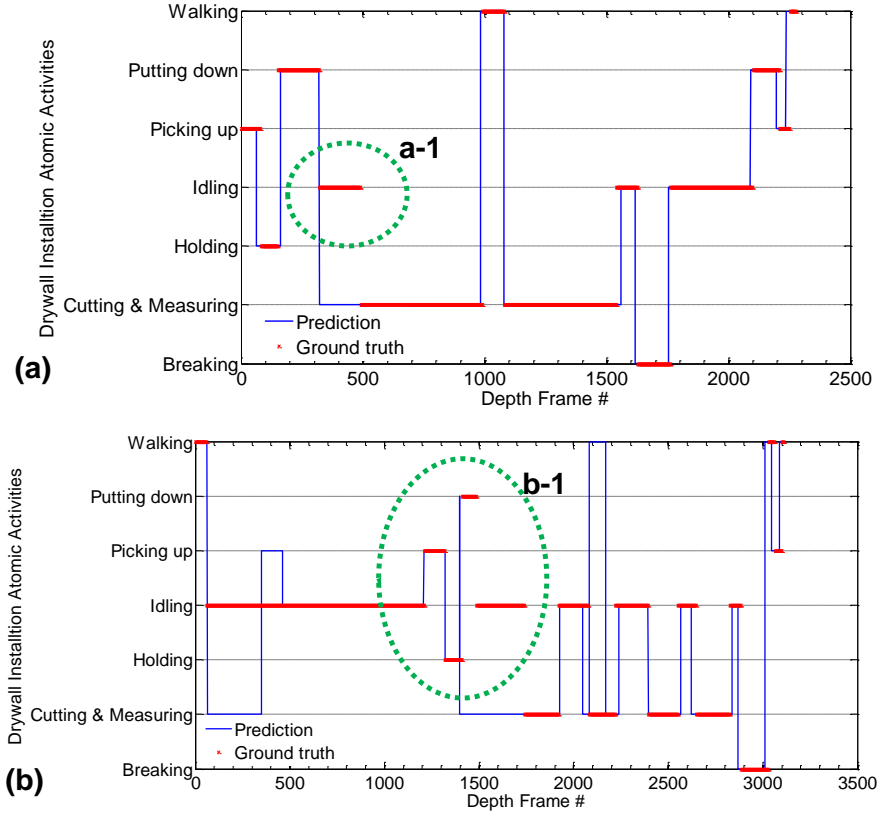 Drywall Installtion Atomic Activities
Walking
Putting down
Picking up
Idling
Holding
Cutting & Measuring
Breaking
a-1
Prediction
Ground truth
(a)
0 500 1000 1500 2000 2500
Depth Frame #
Drywall Installtion Atomic Activities
Walking
Putting down
Picking up
Idling
Holding
Cutting & Measuring
Breaking
b-1
Prediction
Ground truth
(b)
0 500 1000 1500 2000 2500 3000 3500
Depth Frame #